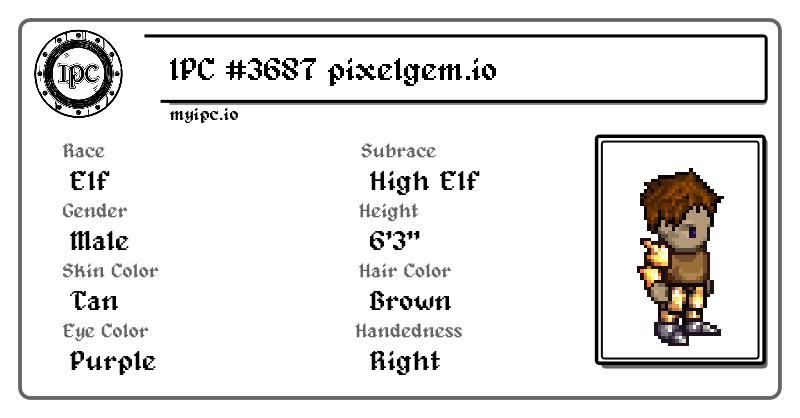 IPC
IPC #3687 pixelgem.io
myipc.io
Race
Subrace
Elf
High Elf
Gender
Height
Male
6'3"
Skin Color
Hair Color
Tan
Brown
Eye Color
Handedness
Purple
Right